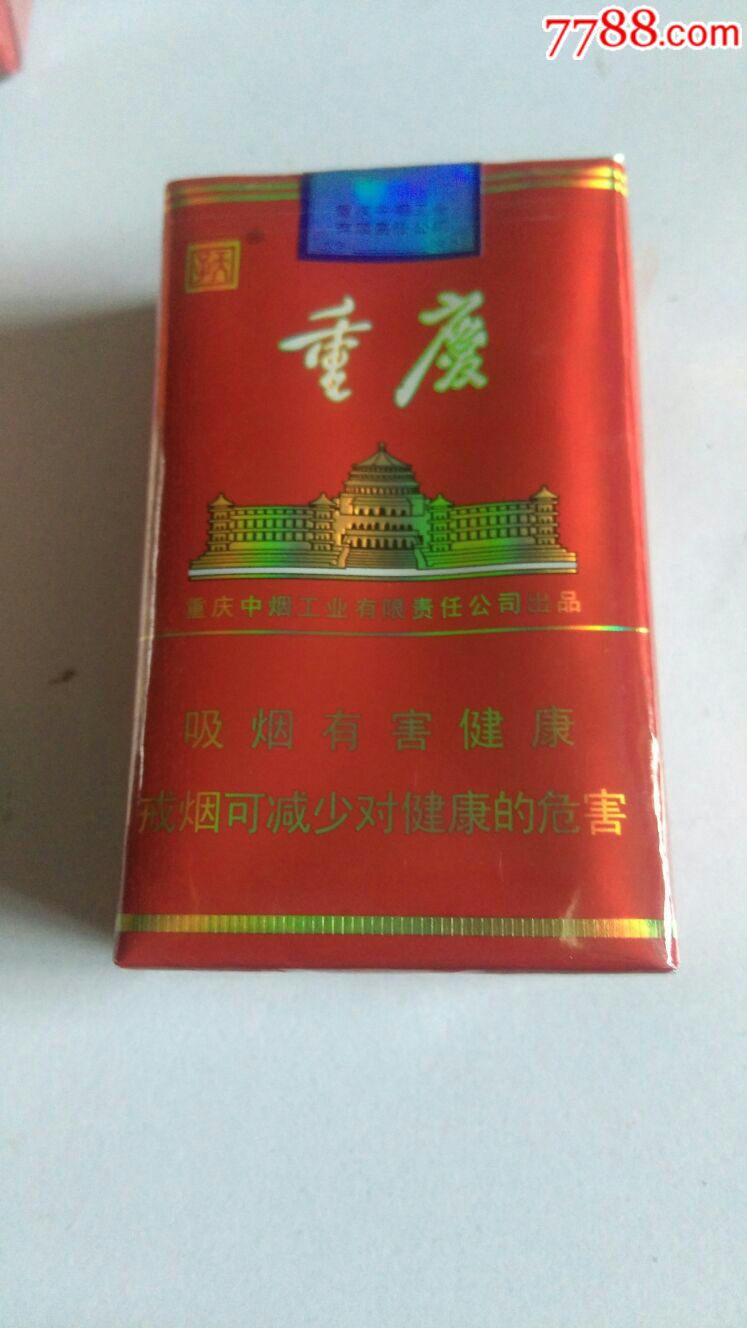 7788.com
重慶
重庆中烟工业有限责任公司出品
吸烟有害健康
戒烟可减少对健康的危害